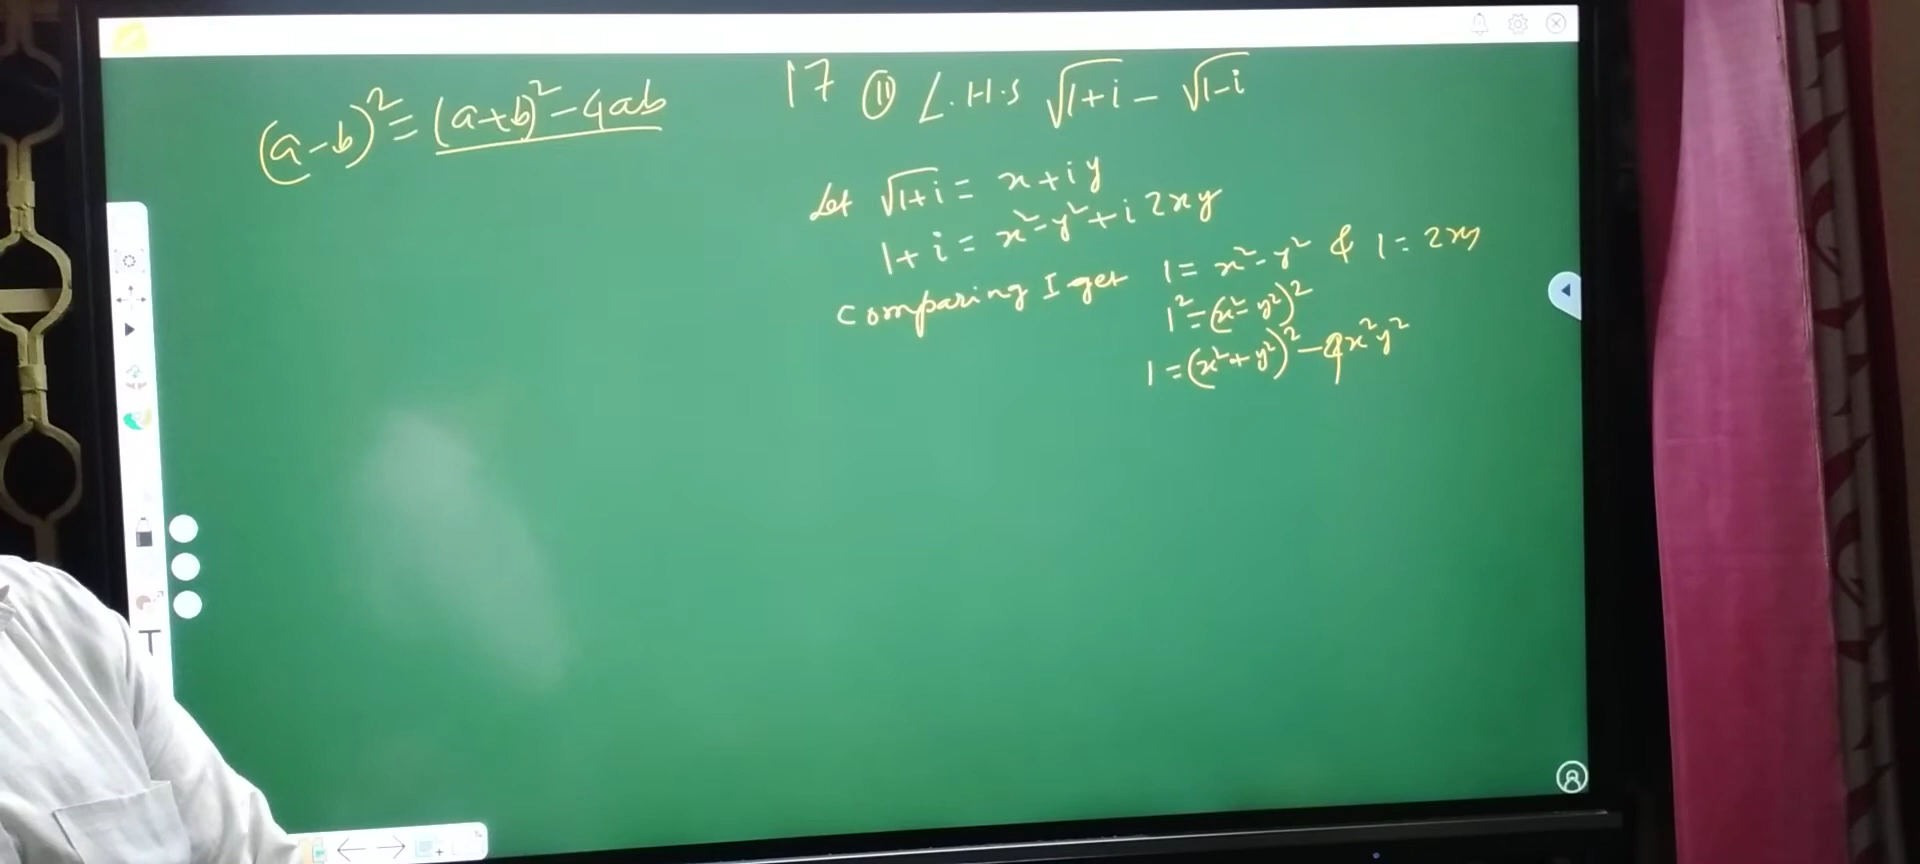 (a-b)²=(a+b)²-4ab
17 (ii) L.H.S √1+i - √1-i
Let √1+i = x+iy
1+i = x²-y²+i2xy
Comparing I get 1= x²-y² & 1=2xy
1²=(x²-y²)²
1=(x²+y²)²-4x²y²
T